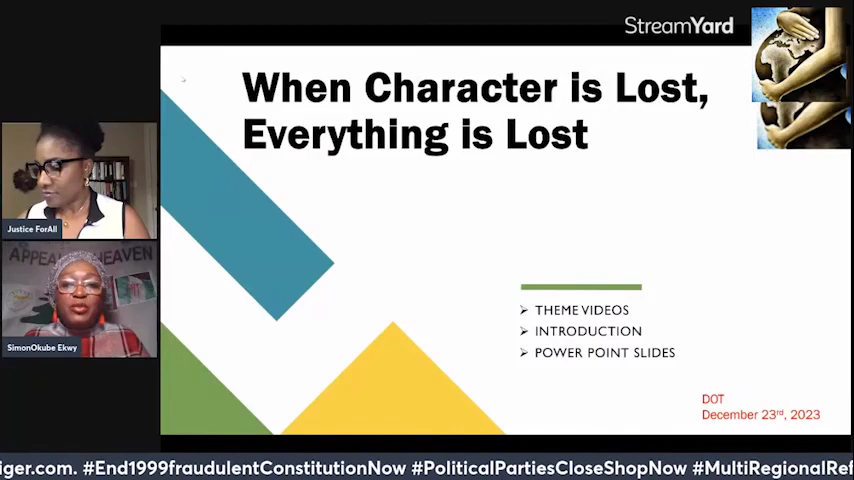 StreamYard
When Character is Lost,
Everything is Lost
Justice ForAll
APPEAL HEAVEN
SimonOkube Ekwy
THEME VIDEOS
INTRODUCTION
POWER POINT SLIDES
DOT
December 23rd, 2023
iger.com. #End1999fraudulentConstitutionNow #PoliticalPartiesCloseShopNow #MultiRegionalRef